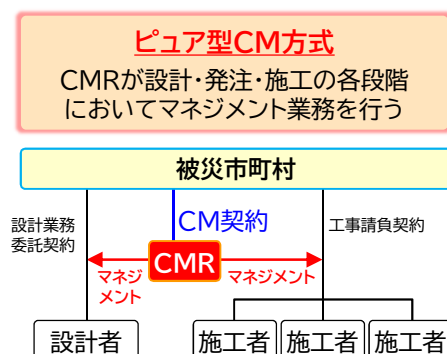 ピュア型CM方式
CMRが設計・発注・施工の各段階
においてマネジメント業務を行う
被災市町村
設計業務
委託契約
CM契約
工事請負契約
CMR
マネジ
メント
マネジメント
設計者
施工者
施工者
施工者